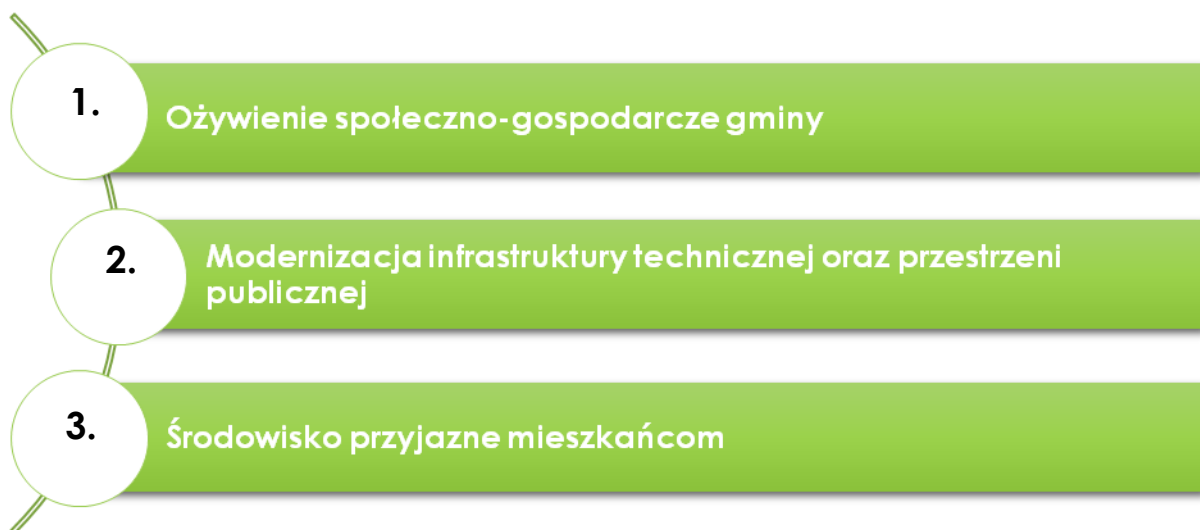 1.
Ożywienie społeczno-gospodarcze gminy
2.
Modernizacja infrastruktury technicznej oraz przestrzeni
publicznej
3.
Środowisko przyjazne mieszkańcom